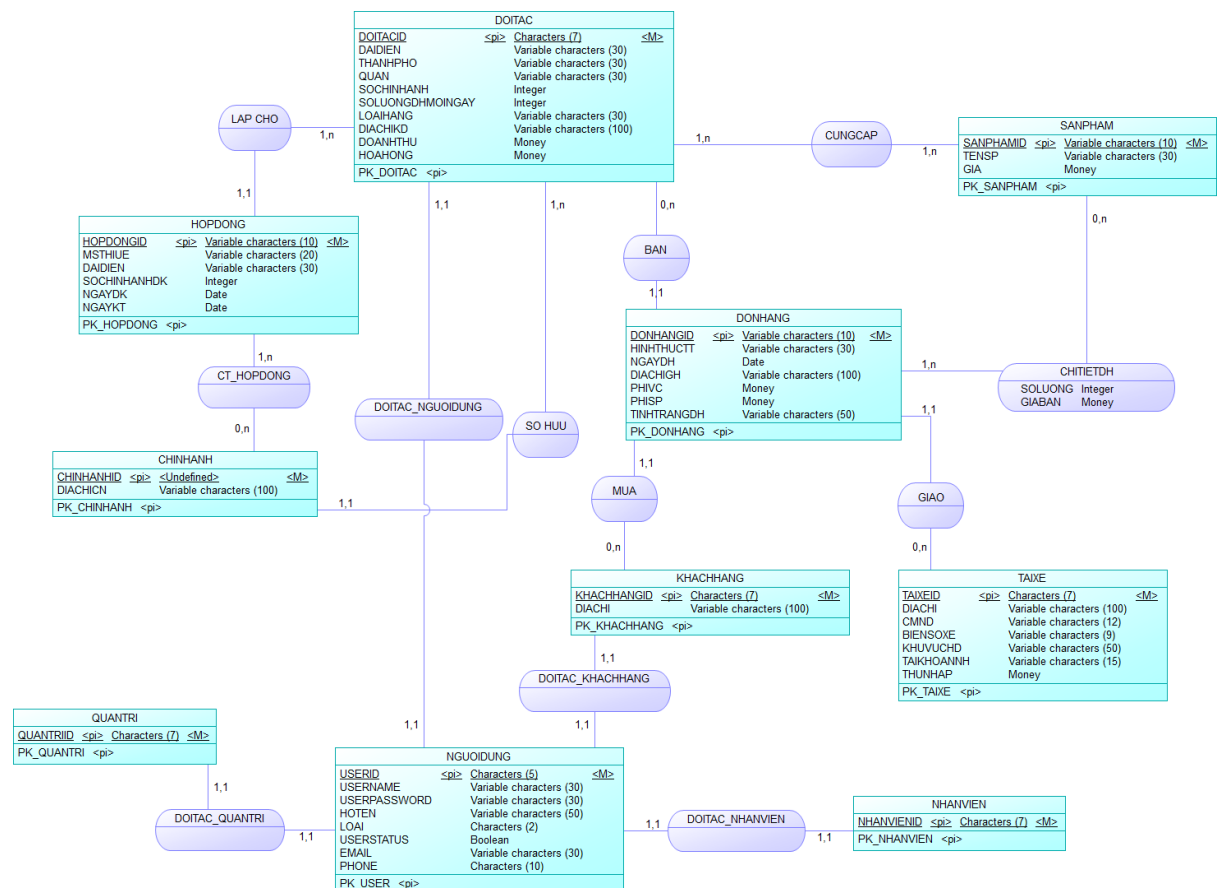 DOITAC
DOITACID <pi> Characters (7) <M>
DAIDIEN Variable characters (30)
THANHPHO Variable characters (30)
QUAN Variable characters (30)
SOCHINHANH Integer
SOLUONGDHMOINGAY Integer
LOAIHANG Variable characters (30)
DIACHIKD Variable characters (100)
DOANHTHU Money
HOAHONG Money
PK_DOITAC <pi>
LAP CHO
1,n
1,1
1,n
CUNGCAP
1,n
SANPHAM
SANPHAMID <pi> Variable characters (10) <M>
TENSP Variable characters (30)
GIA Money
PK_SANPHAM <pi>
1,1
1,n
0,n
0,n
HOPDONG
HOPDONGID <pi> Variable characters (10) <M>
MSTHIUE Variable characters (20)
DAIDIEN Variable characters (30)
SOCHINHANHDK Integer
NGAYDK Date
NGAYKT Date
PK_HOPDONG <pi>
BAN
1,1
DONHANG
DONHANGID <pi> Variable characters (10) <M>
HINHTHUCTT Variable characters (30)
NGAYDH Date
DIACHIGH Variable characters (100)
PHIVC Money
PHISP Money
TINHTRANGDH Variable characters (50)
PK_DONHANG <pi>
1,n
CHITIETDH
SOLUONG Integer
GIABAN Money
1,n
CT_HOPDONG
0,n
DOITAC_NGUOIDUNG
SO HUU
1,1
1,1
CHINHANH
CHINHANHID <pi> <Undefined> <M>
DIACHICN Variable characters (100)
PK_CHINHANH <pi>
1,1
MUA
GIAO
0,n
0,n
KHACHHANG
KHACHHANGID <pi> Characters (7) <M>
DIACHI Variable characters (100)
PK_KHACHHANG <pi>
TAIXE
TAIXEID <pi> Characters (7) <M>
DIACHI Variable characters (100)
CMND Variable characters (12)
BIENSOXE Variable characters (9)
KHUVUCHD Variable characters (50)
TAIKHOANNH Variable characters (15)
THUNHAP Money
PK_TAIXE <pi>
1,1
DOITAC_KHACHHANG
1,1
1,1
QUANTRI
QUANTRIID <pi> Characters (7) <M>
PK_QUANTRI <pi>
1,1
DOITAC_QUANTRI
1,1
NGUOIDUNG
USERID <pi> Characters (5) <M>
USERNAME Variable characters (30)
USERPASSWORD Variable characters (30)
HOTEN Variable characters (50)
LOAI Characters (2)
USERSTATUS Boolean
EMAIL Variable characters (30)
PHONE Characters (10)
PK_USER <pi>
1,1
DOITAC_NHANVIEN
1,1
NHANVIEN
NHANVIENID <pi> Characters (7) <M>
PK_NHANVIEN <pi>